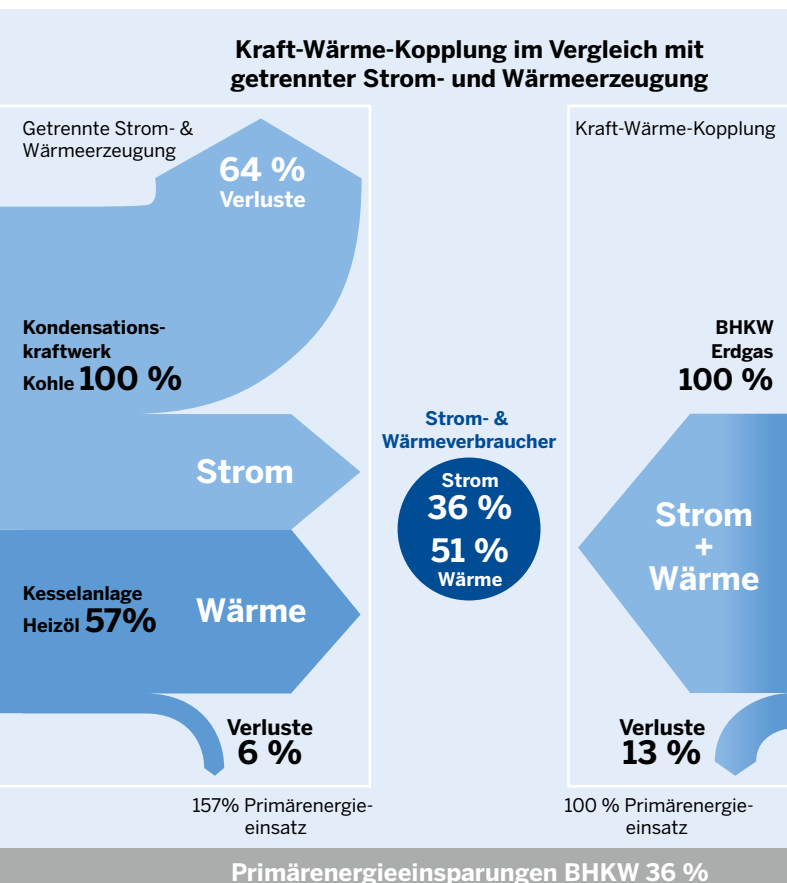 Kraft-Wärme-Kopplung im Vergleich mit
getrennter Strom- und Wärmeerzeugung
Getrennte Strom- &
Wärmeerzeugung
64 %
Verluste
Kondensations-
kraftwerk
Kohle 100 %
Strom
Kesselanlage
Heizöl 57%
Wärme
Verluste
6 %
157% Primärenergie-
einsatz
Strom- &
Wärmeverbraucher
Strom
36 %
51 %
Wärme
Kraft-Wärme-Kopplung
BHKW
Erdgas
100 %
Strom
+
Wärme
Verluste
13 %
100 % Primärenergie-
einsatz
Primärenergieeinsparungen BHKW 36 %